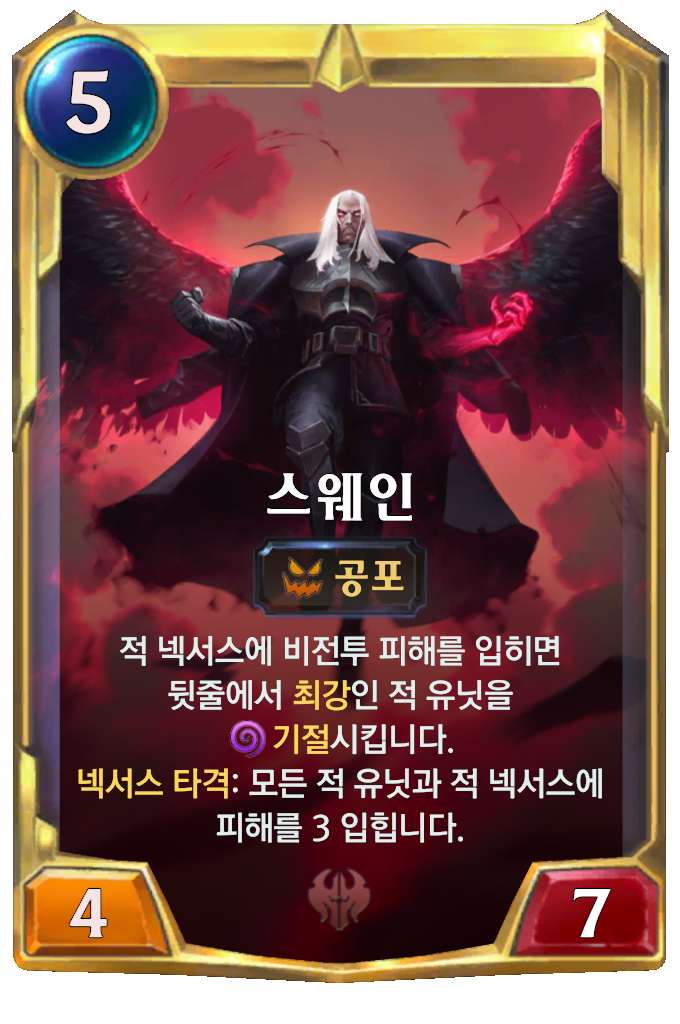 5
스웨인
공포
적 넥서스에 비전투 피해를 입히면
뒷줄에서 최강인 적 유닛을
기절시킵니다.
넥서스 타격: 모든 적 유닛과 적 넥서스에
피해를 3 입힙니다.
4
7